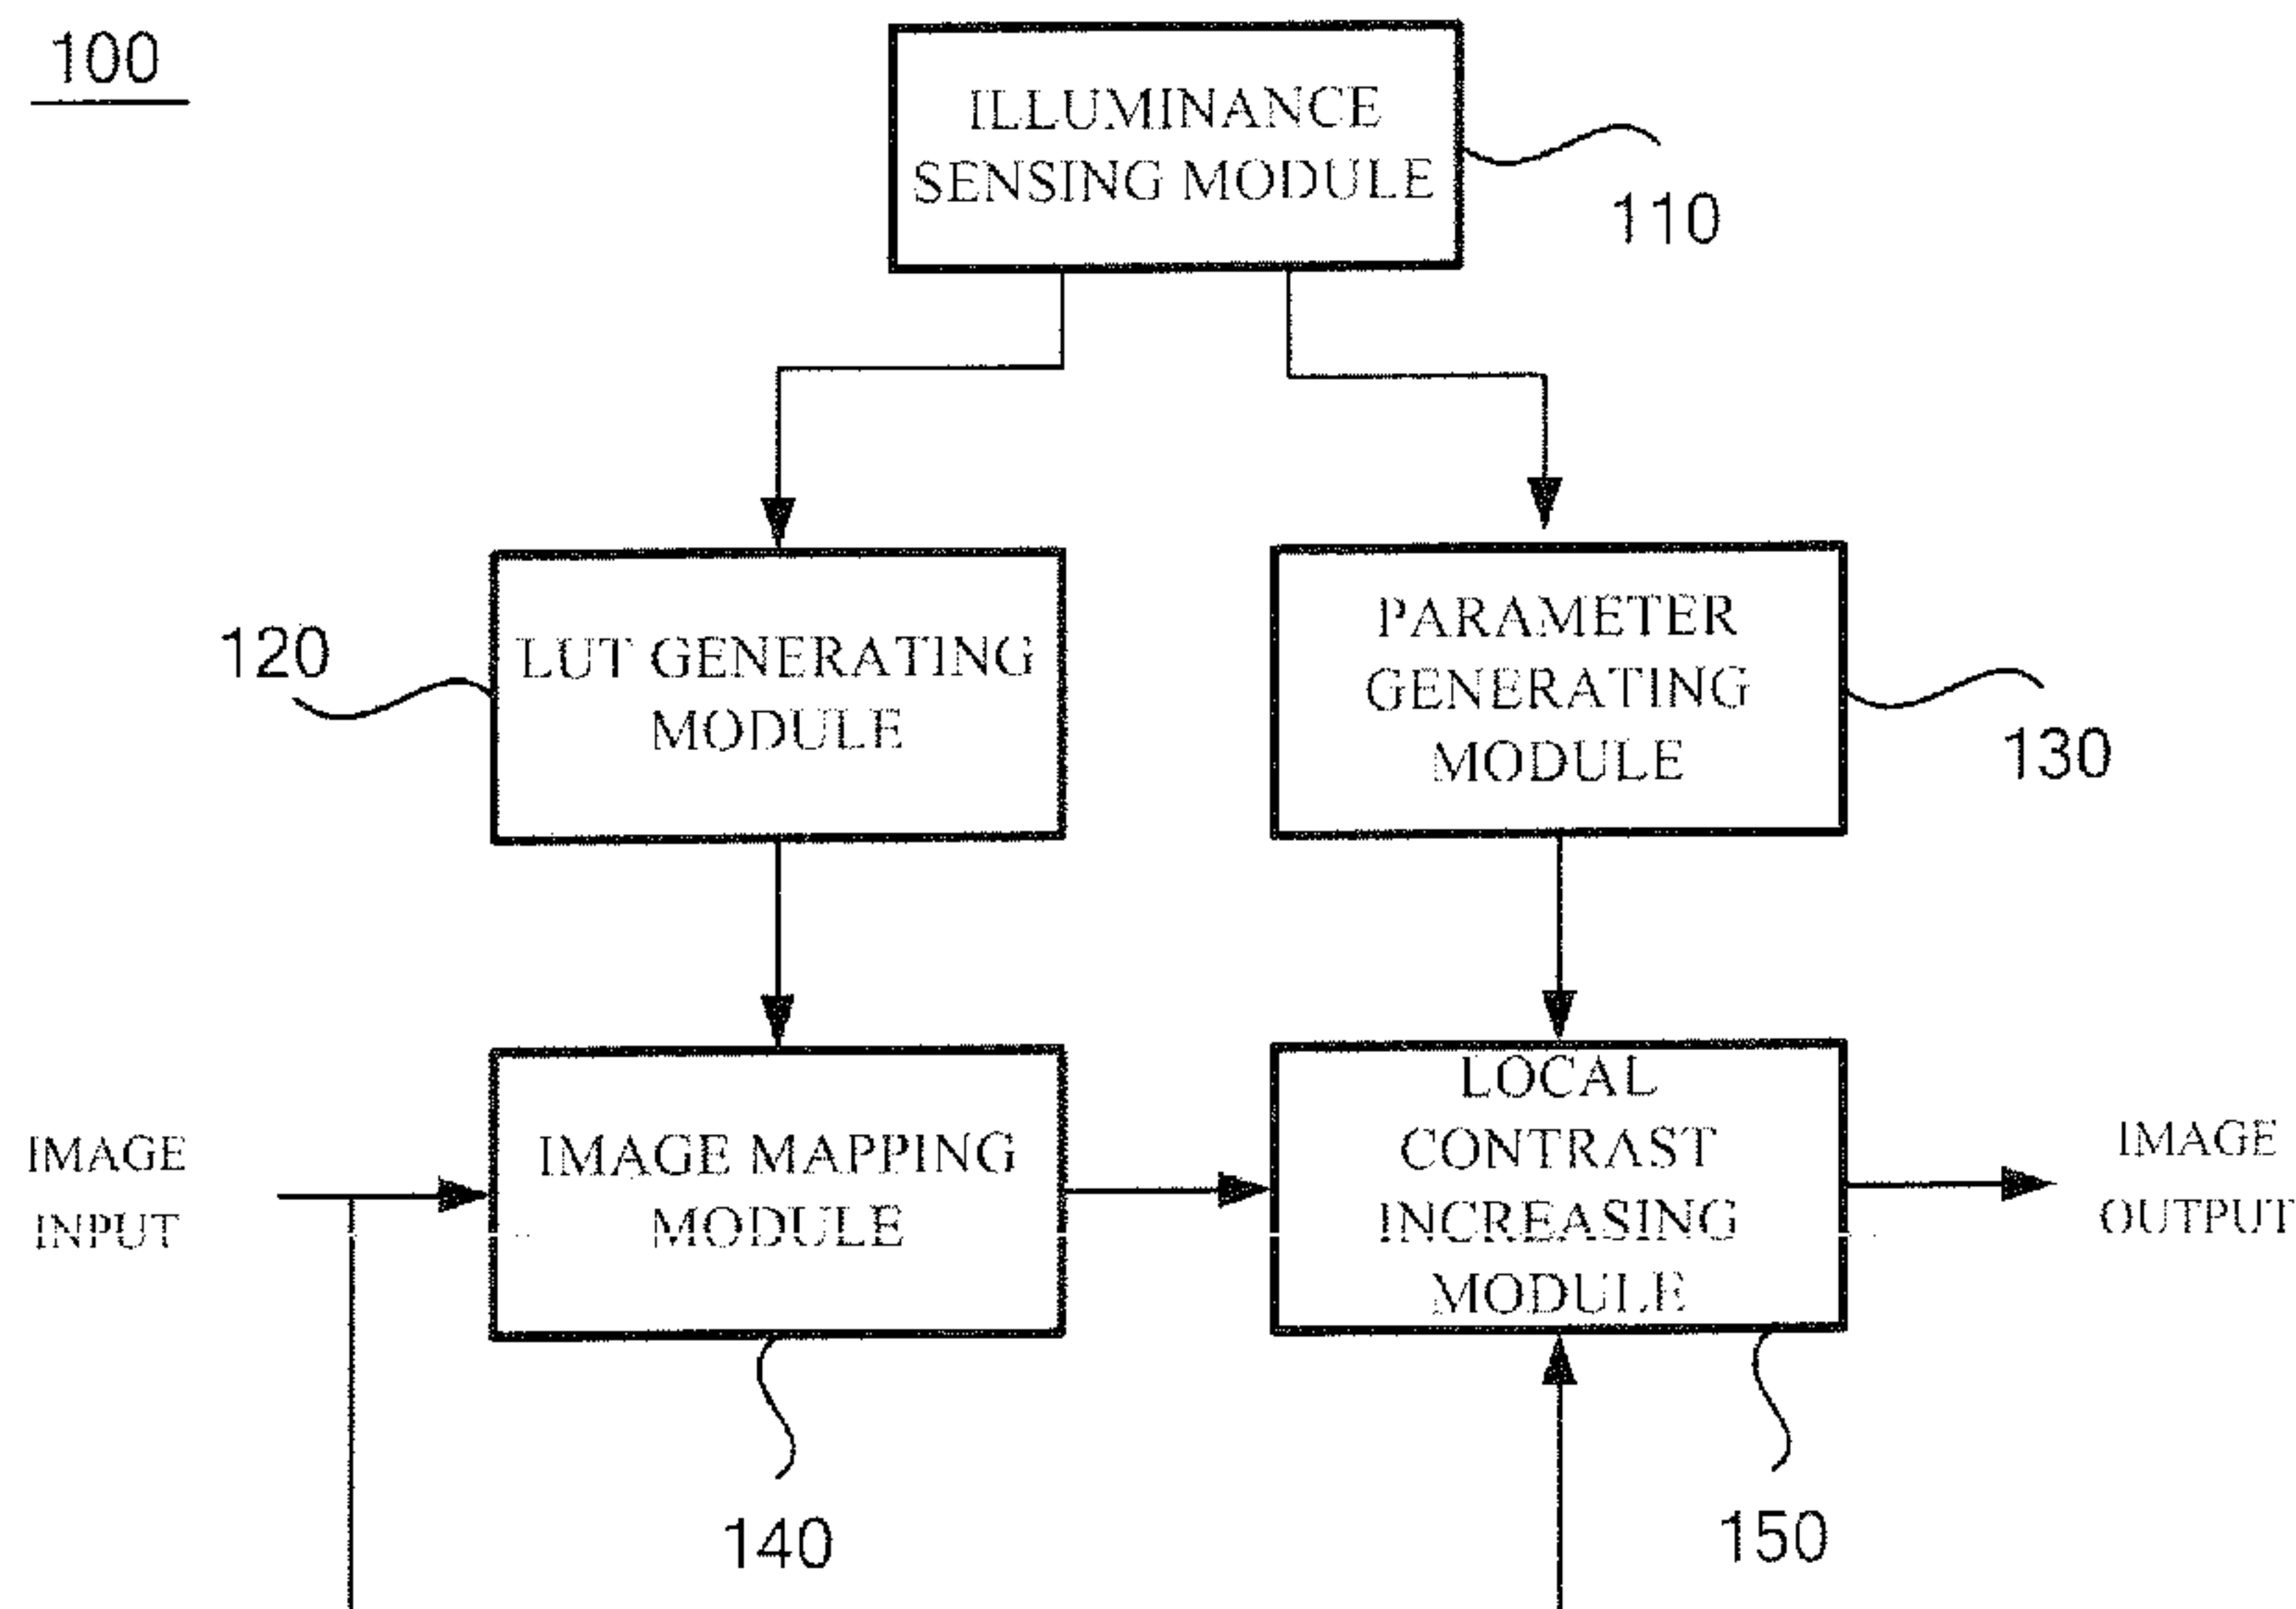 100
ILLUMINANCE
SENSING MODULE
110
120
LUT GENERATING
MODULE
PARAMETER
GENERATING
MODULE
130
IMAGE
INPUT
IMAGE MAPPING
MODULE
LOCAL
CONTRAST
INCREASING
MODULE
IMAGE
OUTPUT
140
150